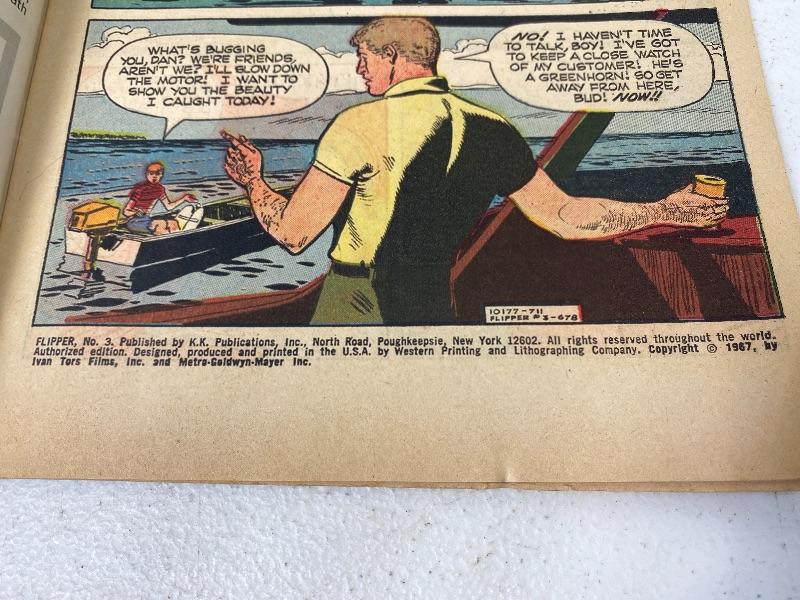 WHAT'S BUGGING
YOU, DAN? WE'RE FRIENDS,
AREN'T WE? I'LL SLOW DOWN
THE MOTOR! I WANT TO
SHOW YOU THE BEAUTY
I CAUGHT TODAY!
NO! I HAVEN'T TIME
TO TALK, BOY! I'VE GOT
TO KEEP A CLOSE WATCH
OF MY CUSTOMER! HE'S
A GREENHORN! SO GET
AWAY FROM HERE,
BUD! NOW!!
10177-711
FLIPPER #3-678
FLIPPER, No. 3. Published by K.K. Publications, Inc., North Road, Poughkeepsie, New York 12602. All rights reserved throughout the world.
Authorized edition. Designed, produced and printed in the U.S.A. by Western Printing and Lithographing Company. Copyright © 1967, by
Ivan Tors Films, Inc. and Metro-Goldwyn-Mayer Inc.